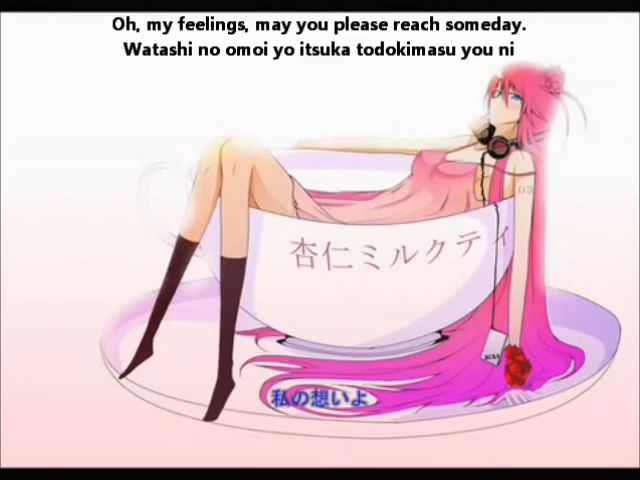 Oh, my feelings, may you please reach someday.
Watashi no omoi yo itsuka todokimasu you ni
03
杏仁ミルクティ
私の想いよ